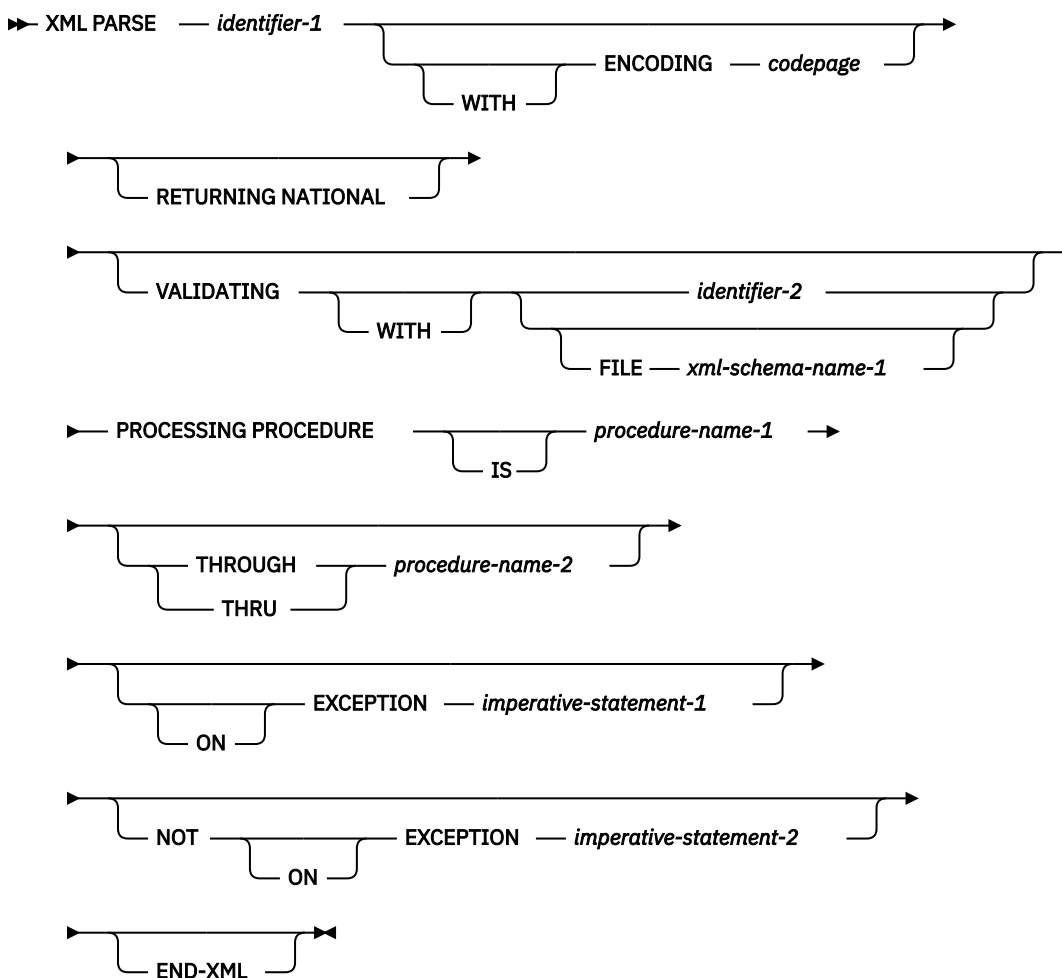 XML PARSE identifier-1
ENCODING codepage
WITH
RETURNING NATIONAL
VALIDATING identifier-2
WITH
FILE xml-schema-name-1
PROCESSING PROCEDURE procedure-name-1
IS
THROUGH procedure-name-2
THRU
EXCEPTION imperative-statement-1
ON
NOT EXCEPTION imperative-statement-2
ON
END-XML